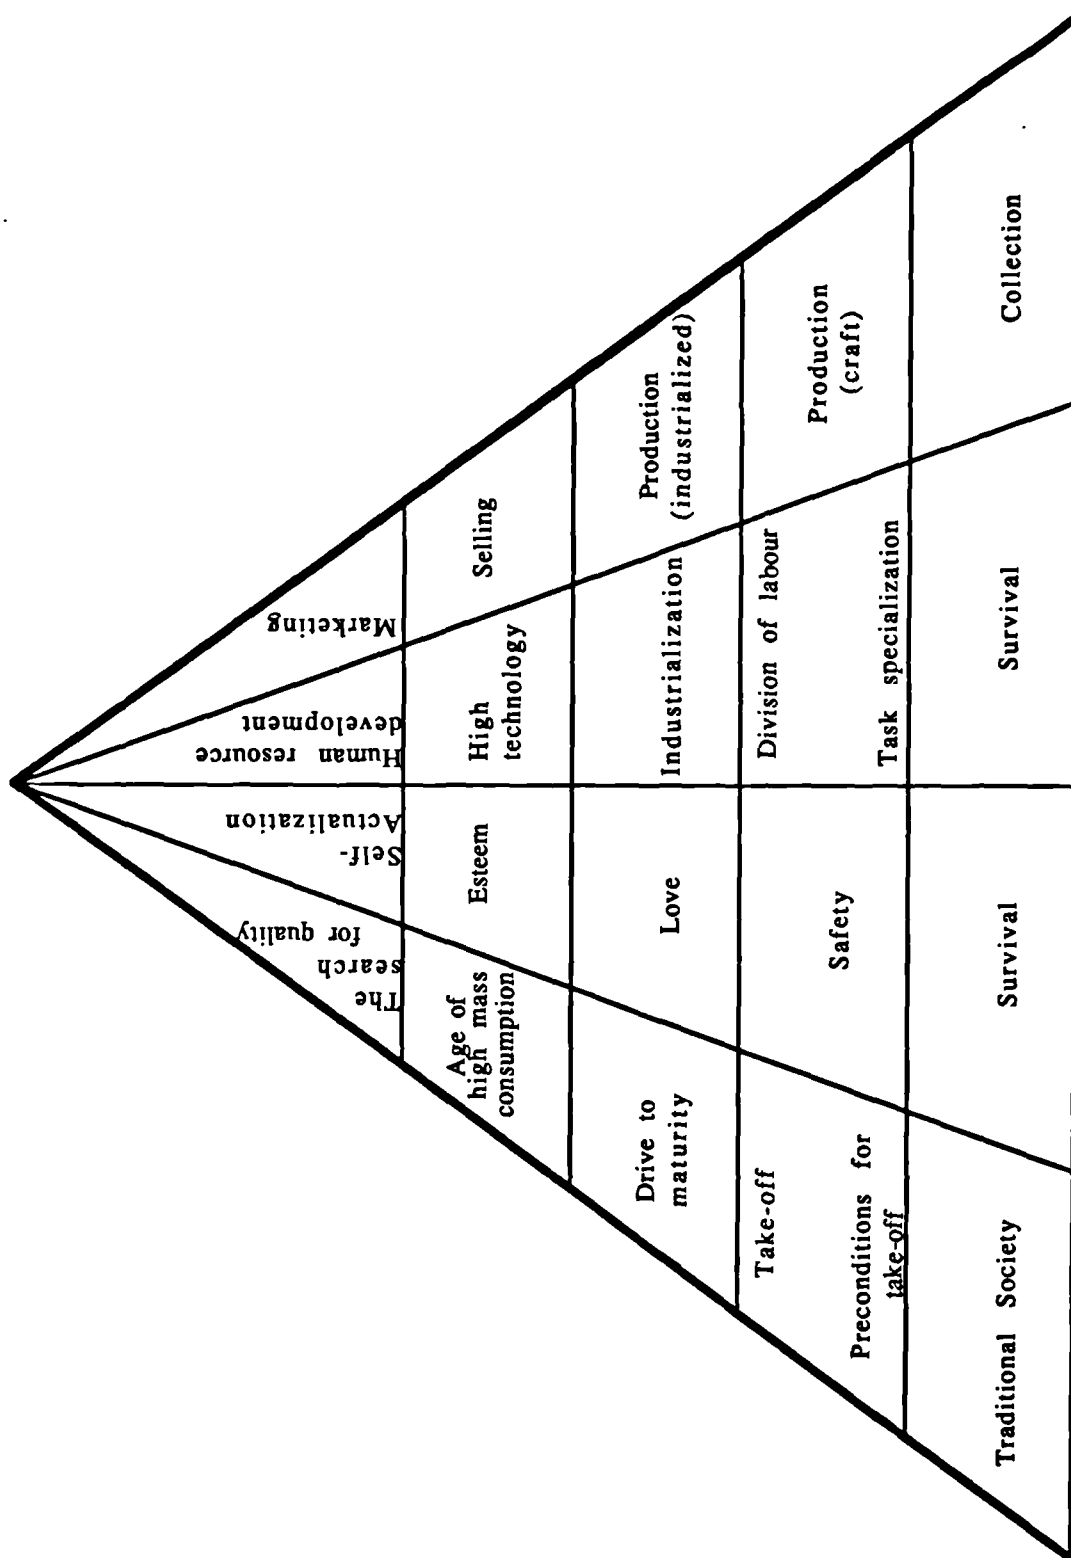 The
search
for quality
Self-
Actualization
Human resource
development
Marketing
Age of
high mass
consumption
Esteem
High
technology
Selling
Drive to
maturity
Love
Industrialization
Production
(industrialized)
Take-off
Preconditions for
take-off
Safety
Division of labour
Task specialization
Production
(craft)
Traditional Society
Survival
Survival
Collection